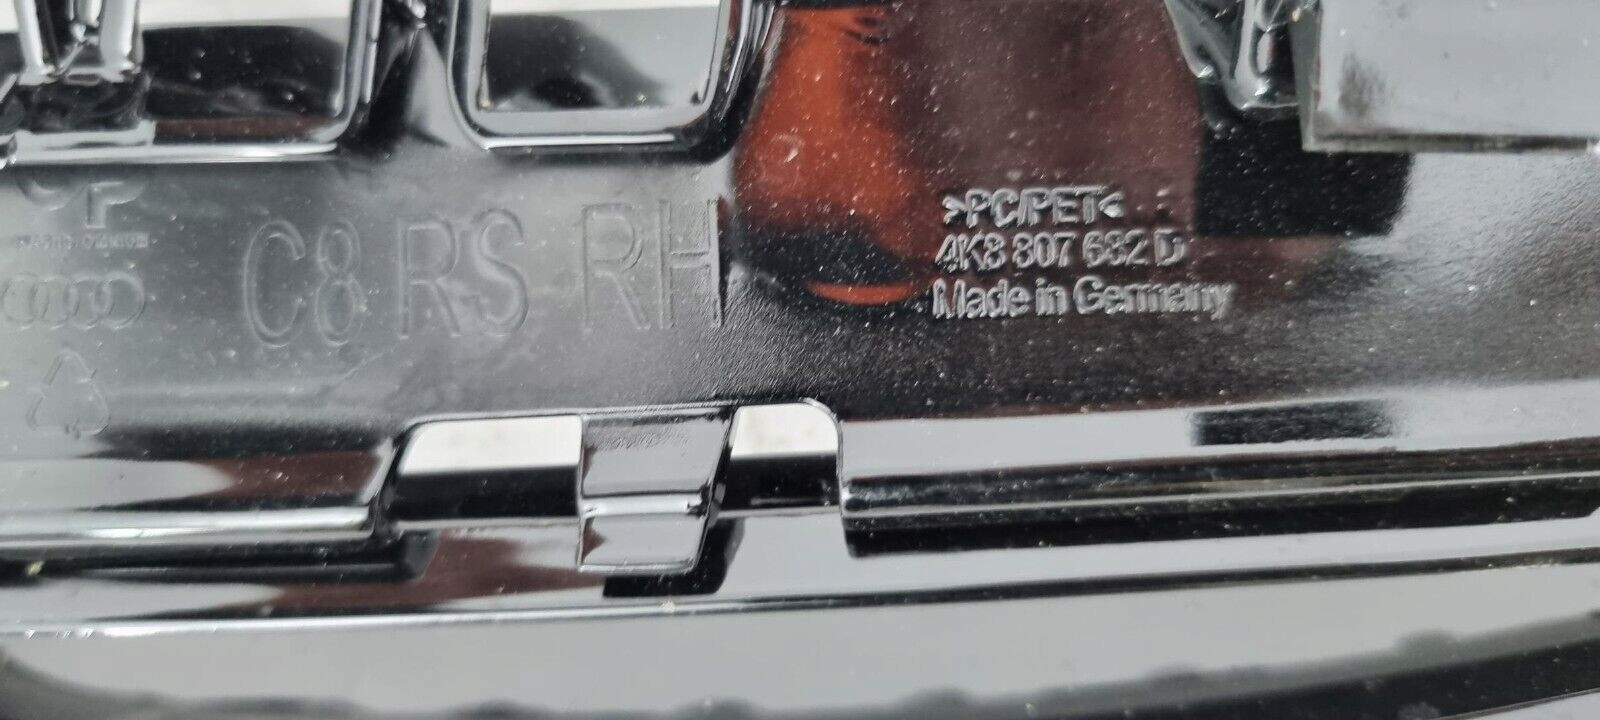 C8 RS RH
>PC/PET<
4K8 807 682 D
Made in Germany